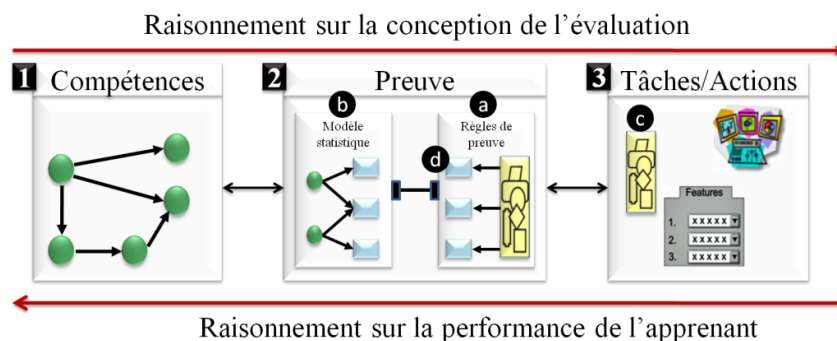 Raisonnement sur la conception de l'évaluation
1 Compétences
2 Preuve
3 Tâches/Actions
b
a
c
Modèle
statistique
Règles de
preuve
d
Features
1. XXXXX
2. XXXXX
3. XXXXX
Raisonnement sur la performance de l'apprenant